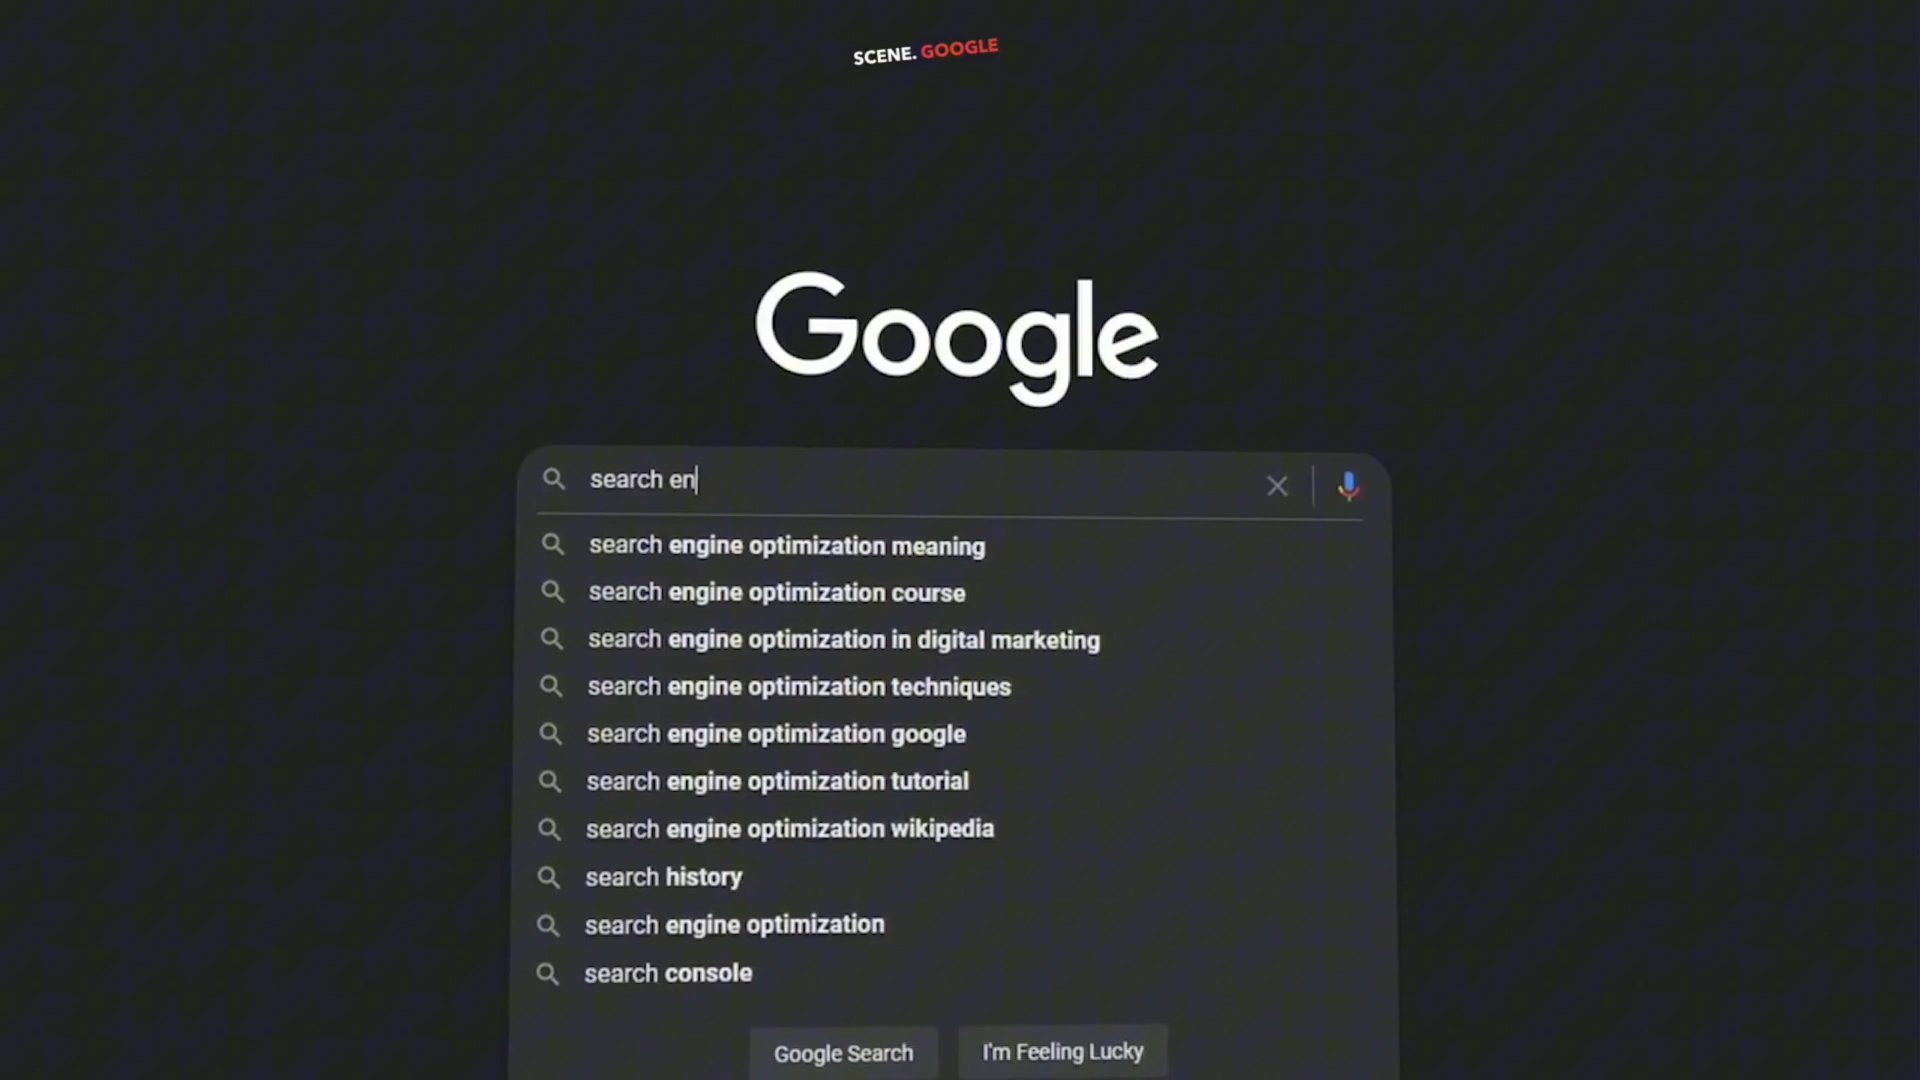 SCENE. GOOGLE
Google
search en
search engine optimization meaning
search engine optimization course
search engine optimization in digital marketing
search engine optimization techniques
search engine optimization google
search engine optimization tutorial
search engine optimization wikipedia
search history
search engine optimization
search console
Google Search
I'm Feeling Lucky